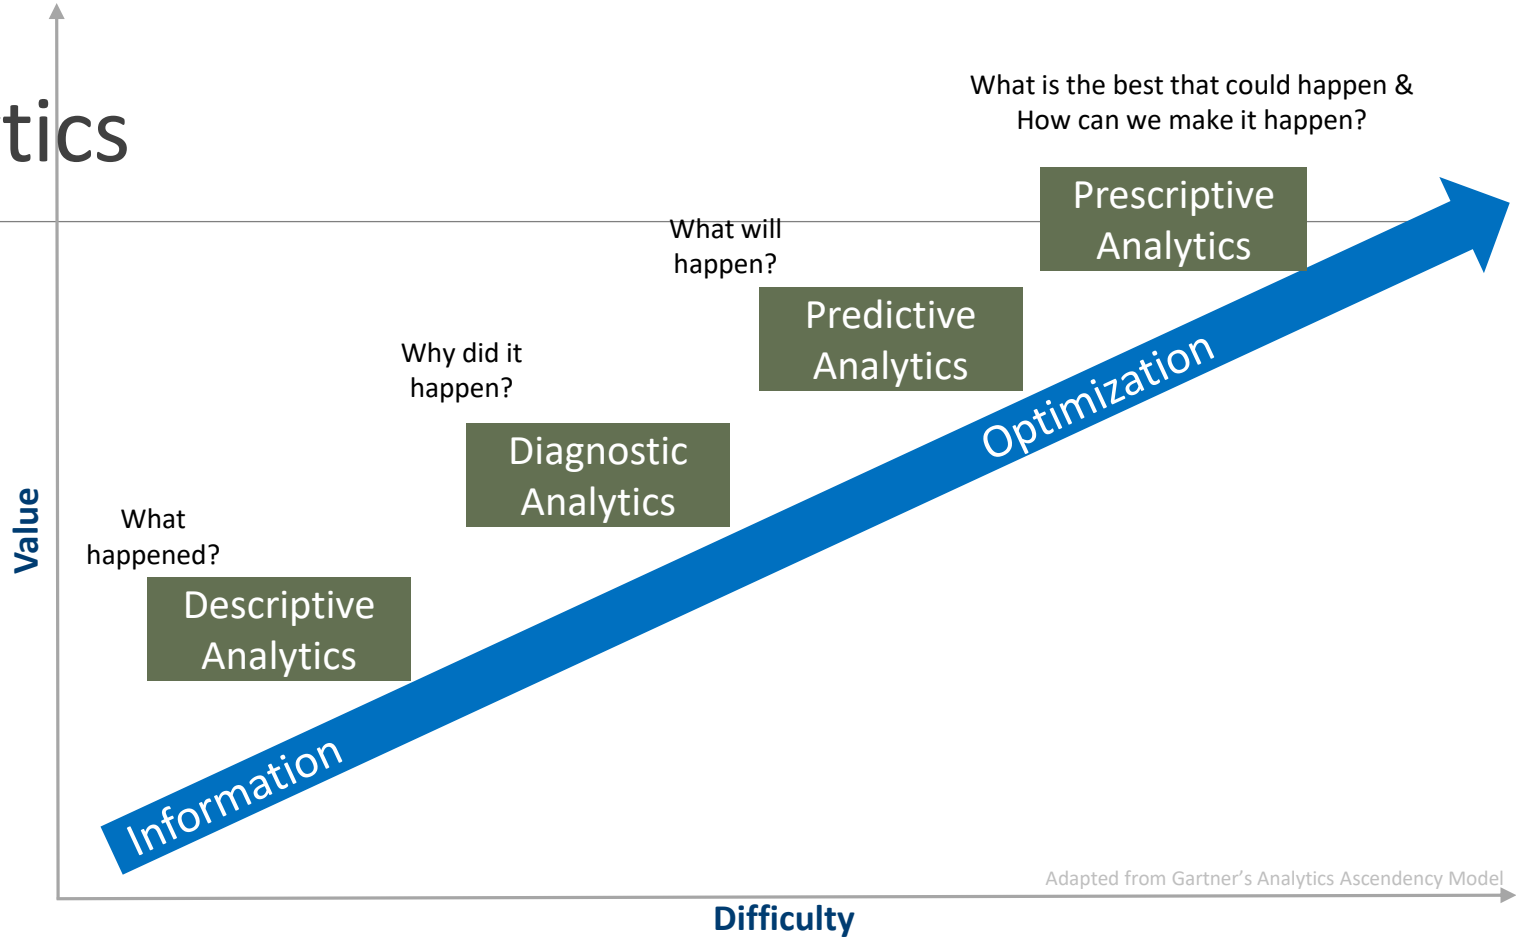 tics
What is the best that could happen &
How can we make it happen?
Prescriptive
Analytics
What will
happen?
Predictive
Analytics
Why did it
happen?
Diagnostic
Analytics
What
happened?
Descriptive
Analytics
Value
Information
Optimization
Adapted from Gartner’s Analytics Ascendency Model
Difficulty